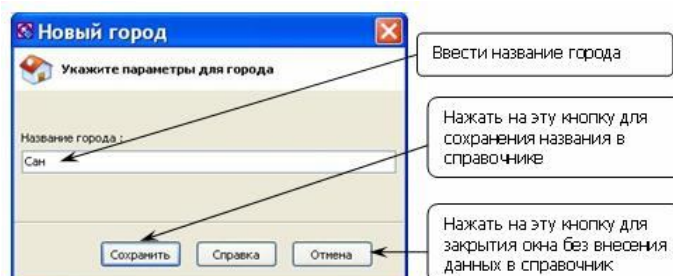 Новый город
Укажите параметры для города
Название города :
Сан
Сохранить Справка Отмена
Ввести название города
Нажать на эту кнопку для
сохранения названия в
справочнике
Нажать на эту кнопку для
закрытия окна без внесения
данных в справочник